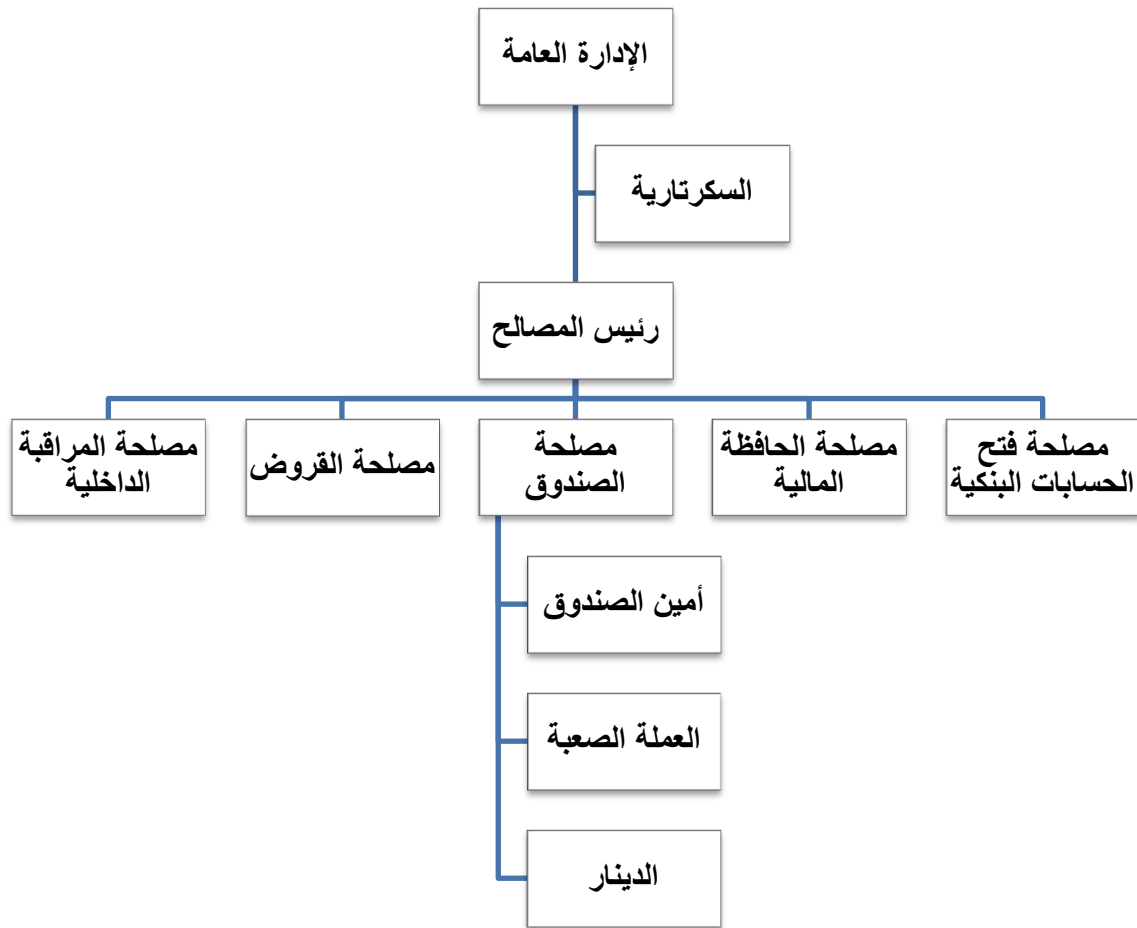 الإدارة العامة
السكرتارية
رئيس المصالح
مصلحة فتح
الحسابات البنكية
مصلحة الحافظة
المالية
مصلحة
الصندوق
مصلحة القروض
مصلحة المراقبة
الداخلية
أمين الصندوق
العملة الصعبة
الدينار